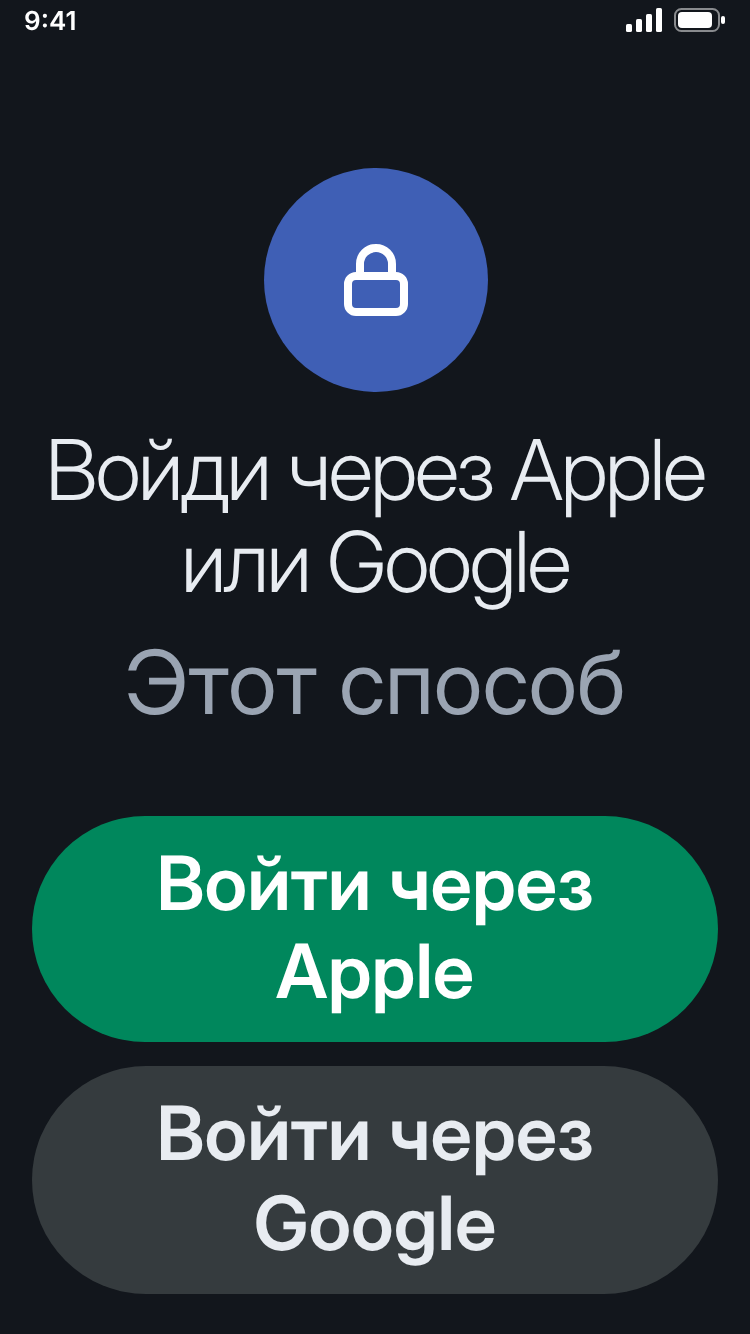 9:41
Войди через Apple
или Google
Этот способ
Войти через
Apple
Войти через
Google